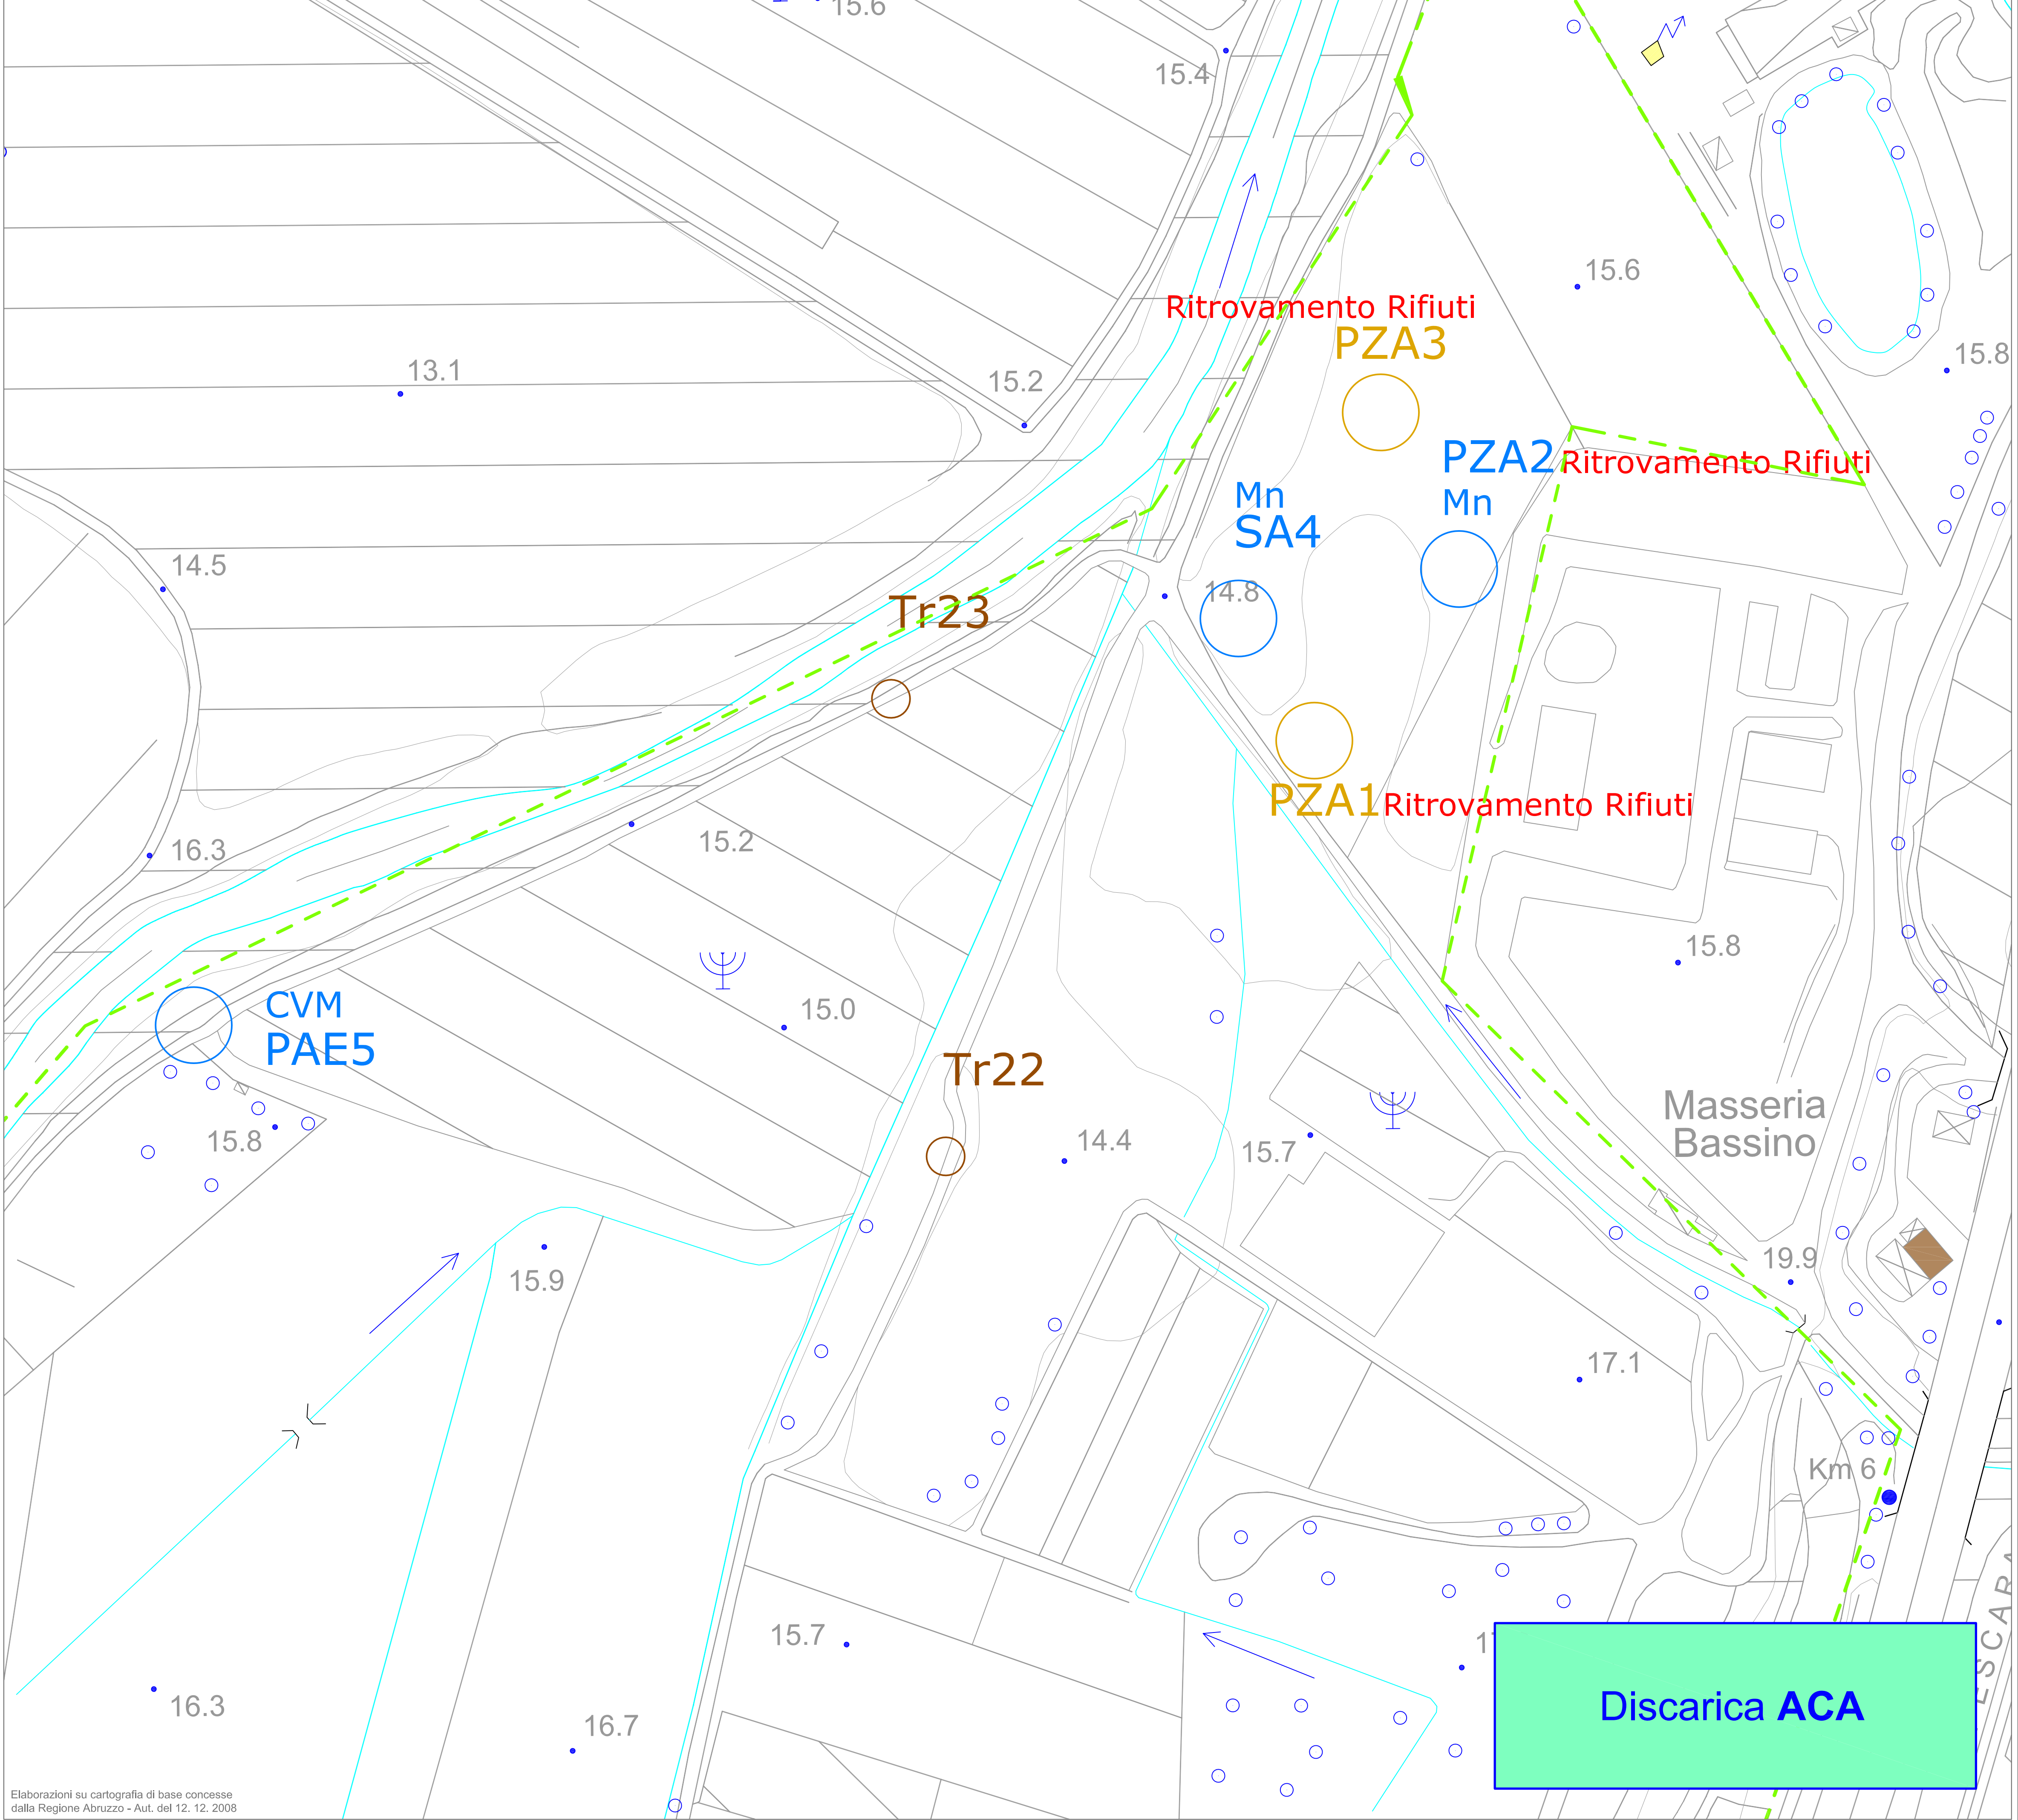 15.6
15.4
15.6
Ritrovamento Rifiuti
PZA3
15.8
13.1
15.2
PZA2 Ritrovamento Rifiuti
Mn
Mn
SA4
14.5
14.8
Tr23
PZA1 Ritrovamento Rifiuti
15.2
16.3
15.8
CVM
PAE5
15.0
Tr22
Masseria
Bassino
15.8
14.4
15.7
15.9
19.9
17.1
Km 6
15.7
16.3
16.7
ESCARA
Discarica ACA
Elaborazioni su cartografia di base concesse
dalla Regione Abruzzo - Aut. del 12. 12. 2008